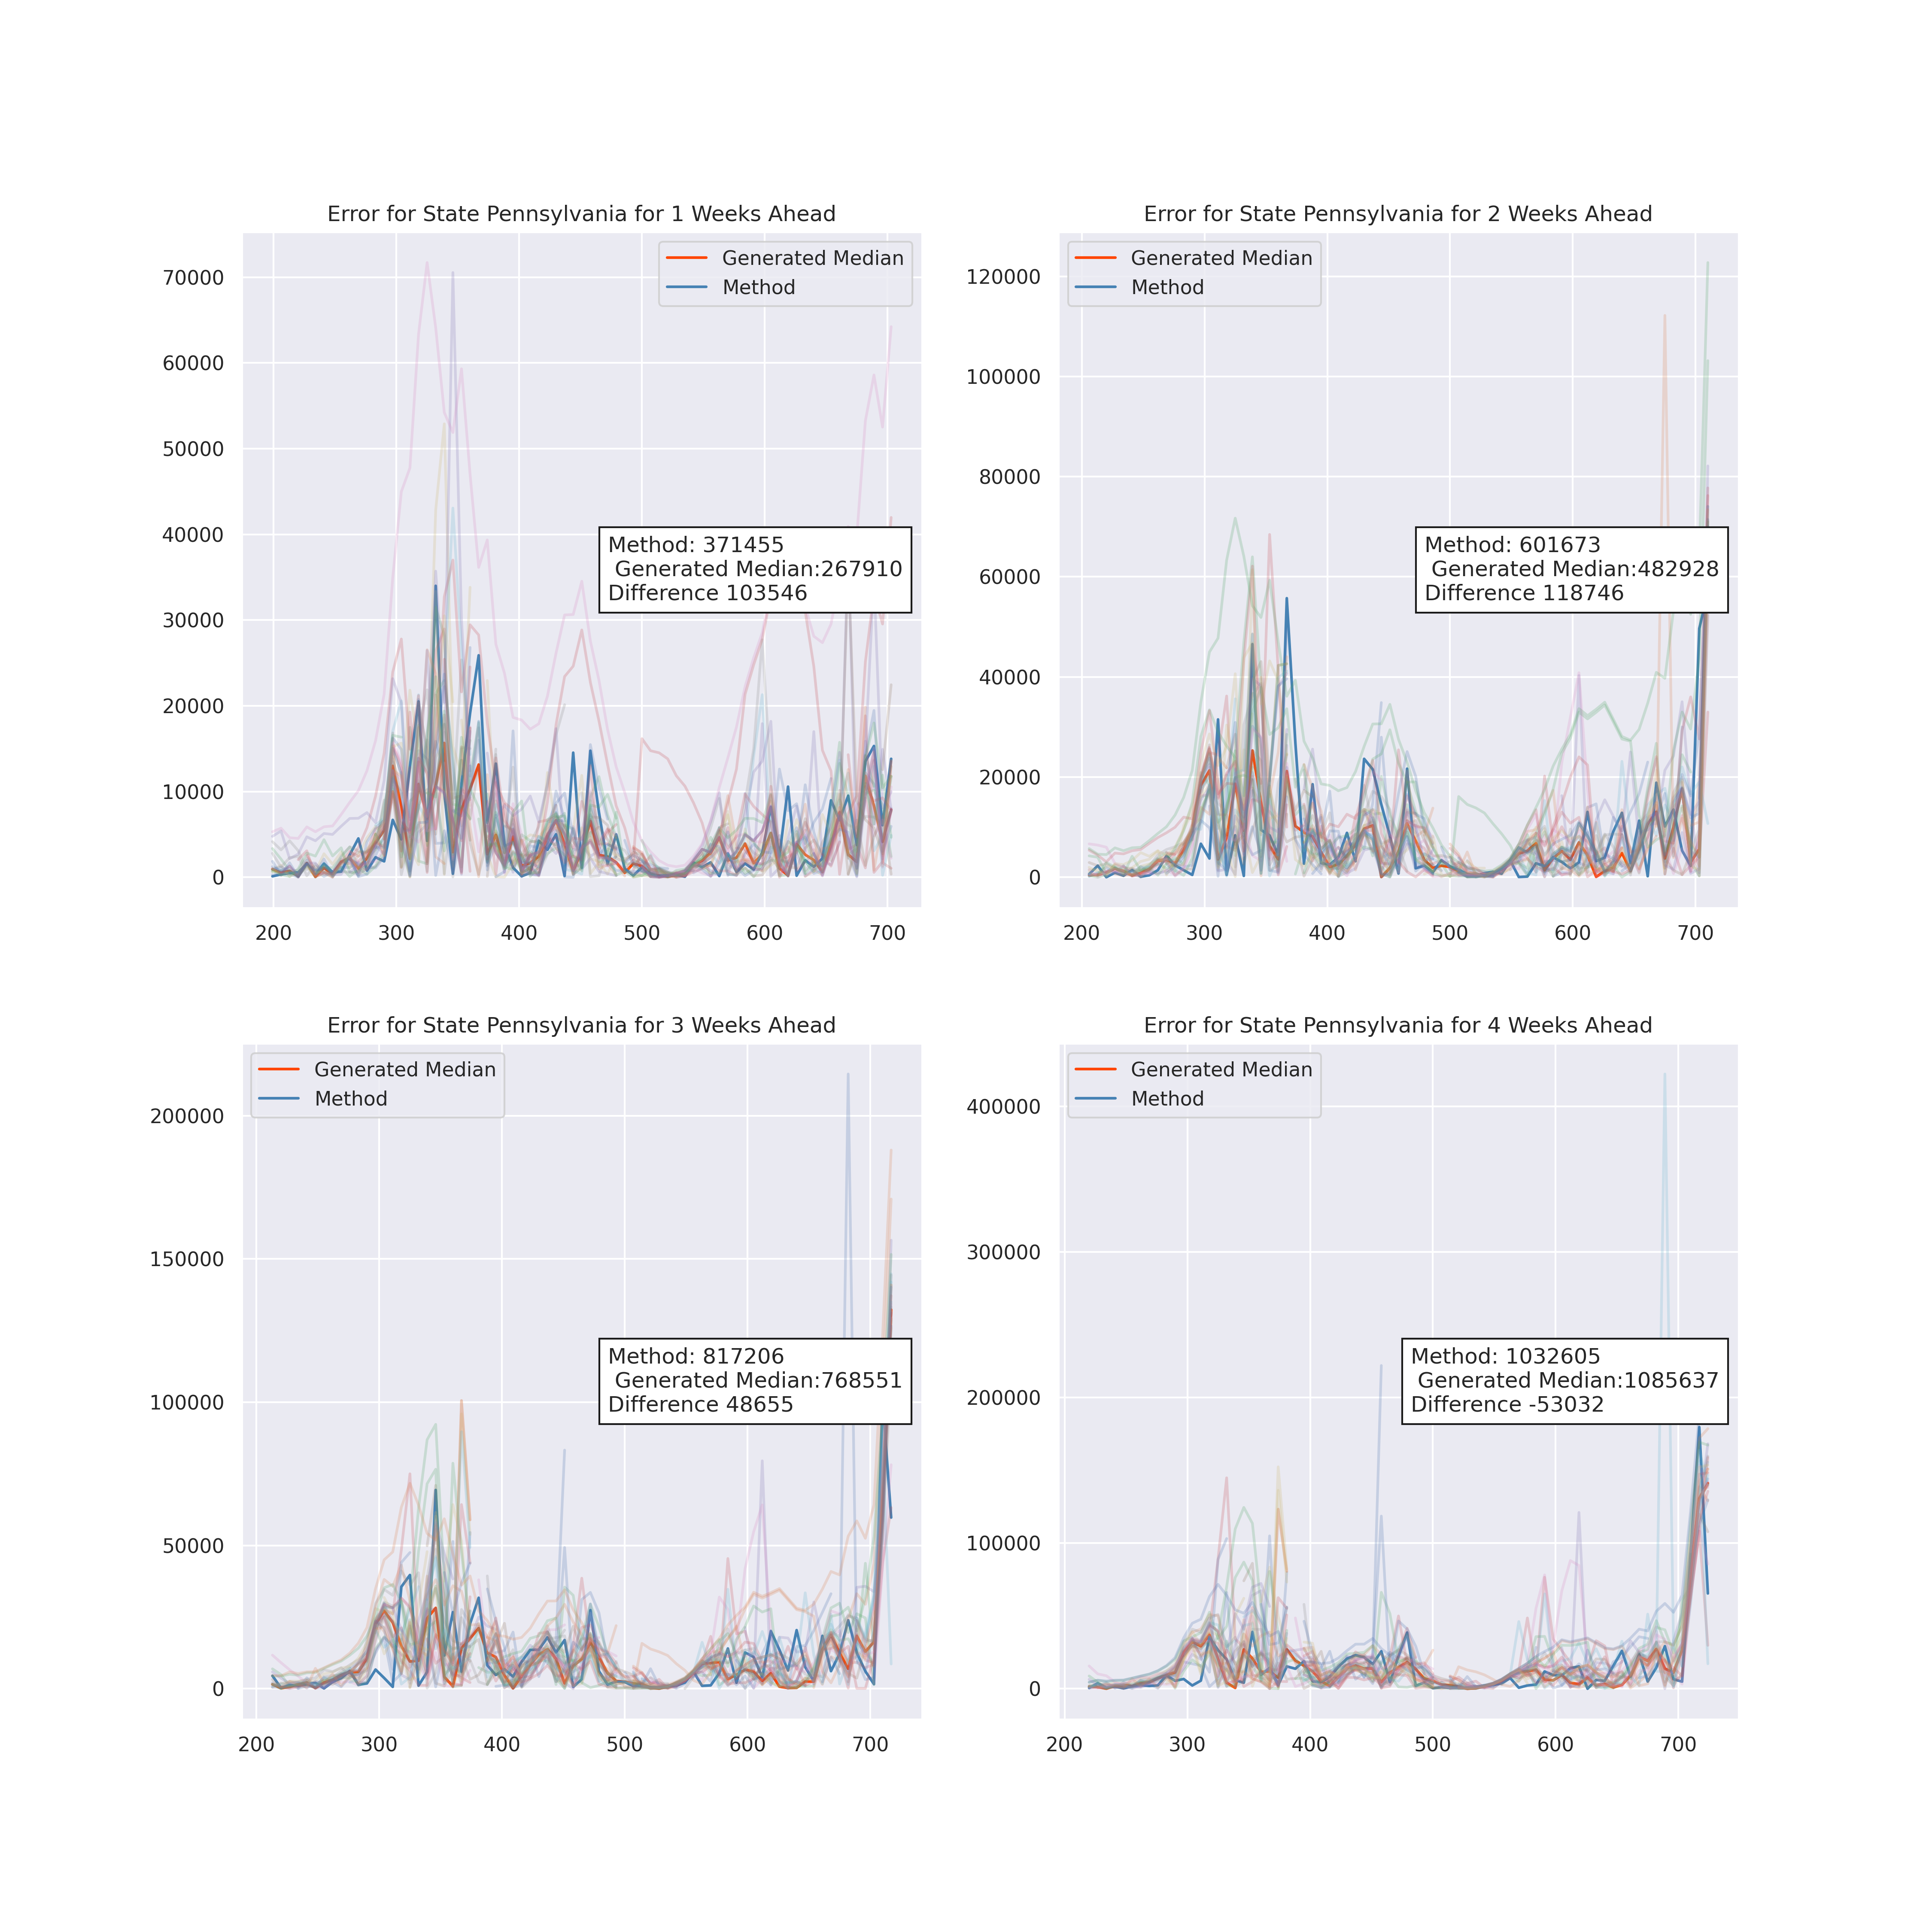 Error for State Pennsylvania for 1 Weeks Ahead
Generated Median
Method
70000
60000
50000
40000
30000
20000
10000
0
Method: 371455
Generated Median:267910
Difference 103546
200 300 400 500 600 700
Error for State Pennsylvania for 2 Weeks Ahead
Generated Median
Method
120000
100000
80000
60000
40000
20000
0
Method: 601673
Generated Median:482928
Difference 118746
200 300 400 500 600 700
Error for State Pennsylvania for 3 Weeks Ahead
Generated Median
Method
200000
150000
100000
50000
0
Method: 817206
Generated Median:768551
Difference 48655
200 300 400 500 600 700
Error for State Pennsylvania for 4 Weeks Ahead
Generated Median
Method
400000
300000
200000
100000
0
Method: 1032605
Generated Median:1085637
Difference -53032
200 300 400 500 600 700